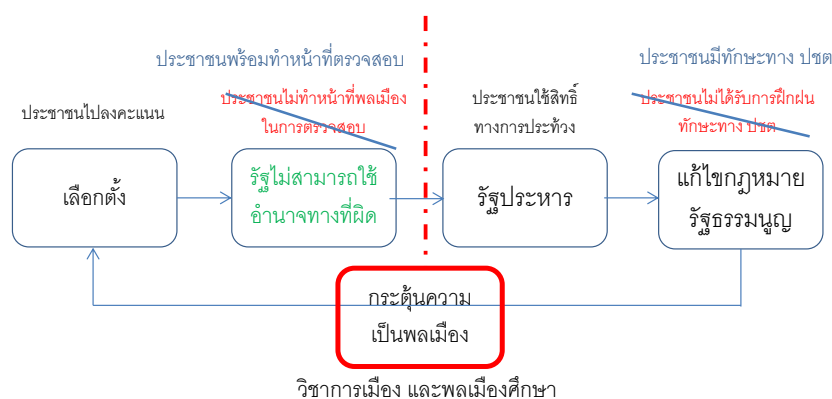 ประชาชนพร้อมทำหน้าที่ตรวจสอบ
ประชาชนมีทักษะทาง ปชต
ประชาชนไปลงคะแนน
ประชาชนไม่ทำหน้าที่พลเมือง
ในการตรวจสอบ
ประชาชนใช้สิทธิ์
ทางการประท้วง
ประชาชนไม่ได้รับการฝึกฝน
ทักษะทาง ปชต
เลือกตั้ง
รัฐไม่สามารถใช้
อำนาจทางที่ผิด
รัฐประหาร
แก้ไขกฎหมาย
รัฐธรรมนูญ
กระตุ้นความ
เป็นพลเมือง
วิชาการเมือง และพลเมืองศึกษา